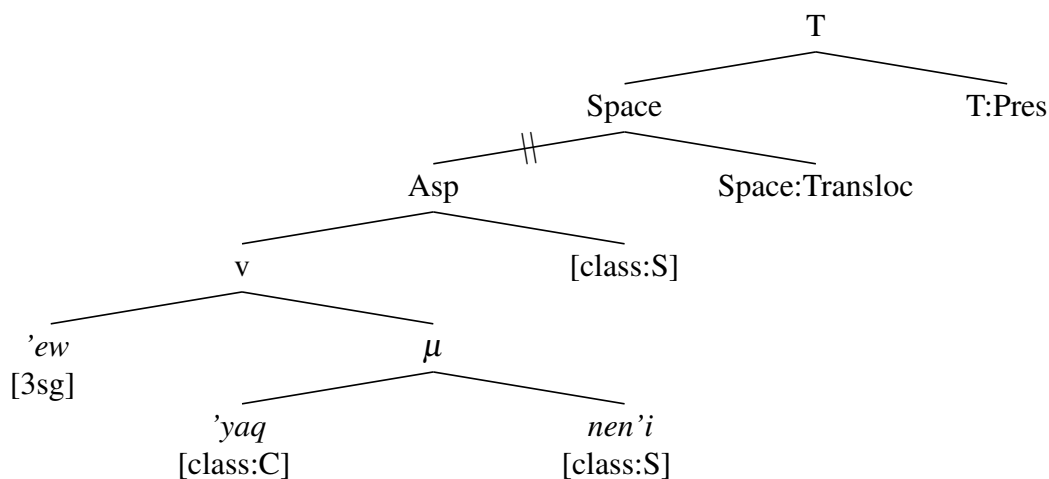 T
Space T:Pres
Asp Space:Transloc
v [class:S]
’ew μ
[3sg]
’yaq nen’i
[class:C] [class:S]